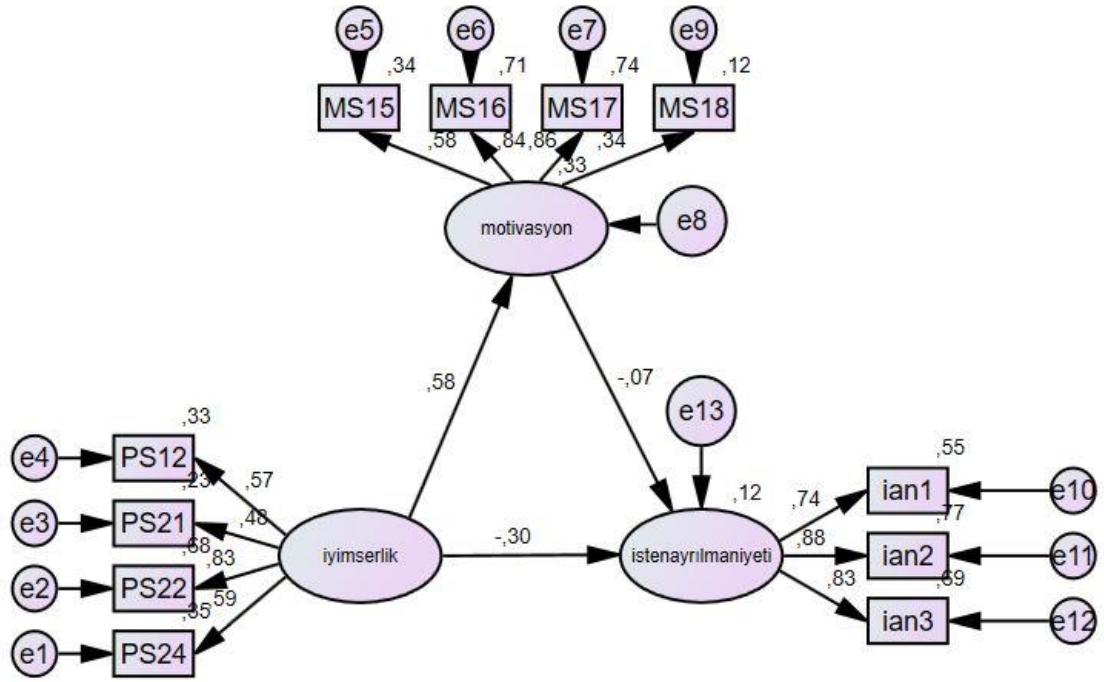 e5 e6 e7 e9
,34 ,71 ,74 ,12
MS15 MS16 MS17 MS18
,58 ,84 ,86 ,34
,33
motivasyon e8
,58 -,07
e13
,33
e4 PS12 ,57
,23
e3 PS21 ,48
,68
e2 PS22 ,83
,35 ,59
e1 PS24
iyimserlik -,30 istenayrılmaniyeti
,12
,55
,74 ian1 e10
,77
,88 ian2 e11
,69
,83 ian3 e12